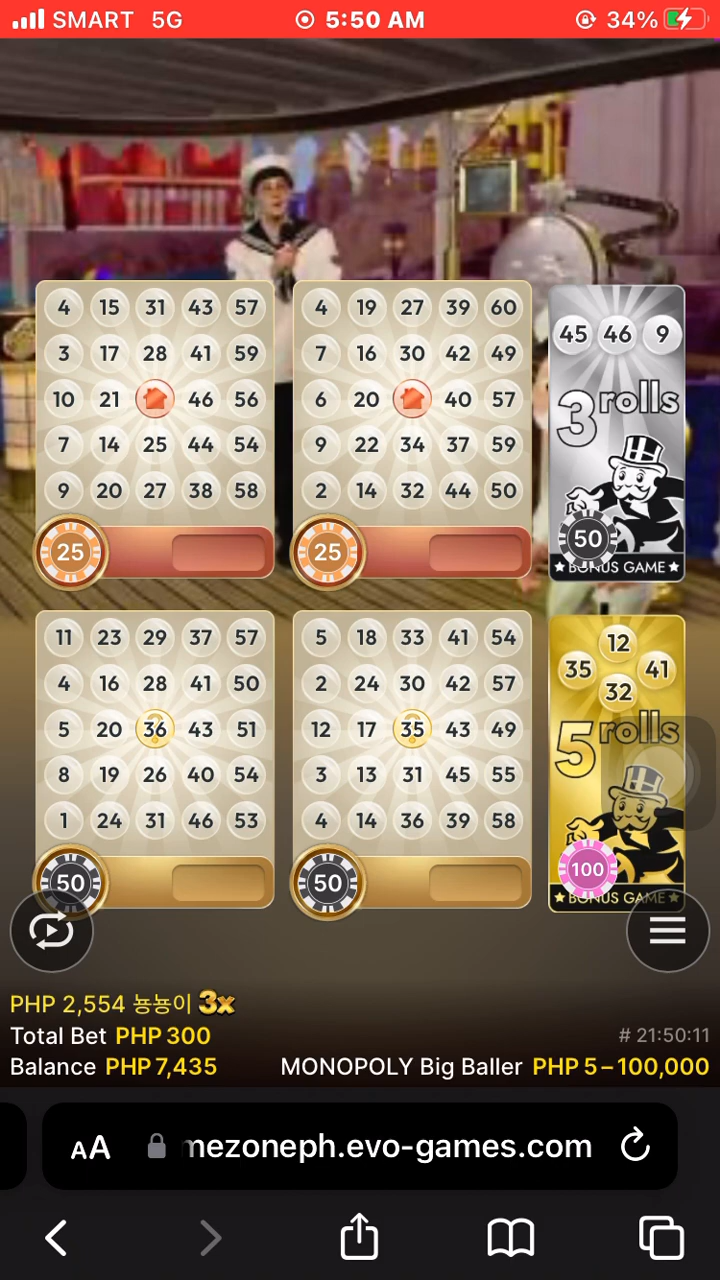 SMART 5G 5:50 AM 34%
4 15 31 43 57
3 17 28 41 59
10 21 46 56
7 14 25 44 54
9 20 27 38 58
25
4 19 27 39 60
7 16 30 42 49
6 20 40 57
9 22 34 37 59
2 14 32 44 50
25
45 46 9
3 rolls
50
BONUS GAME
11 23 29 37 57
4 16 28 41 50
5 20 36 43 51
8 19 26 40 54
1 24 31 46 53
50
5 18 33 41 54
2 24 30 42 57
12 17 35 43 49
3 13 31 45 55
4 14 36 39 58
50
12
35 41
32
5 rolls
100
BONUS GAME
PHP 2,554 뇽뇽이 3x
Total Bet PHP 300
# 21:50:11
Balance PHP 7,435
MONOPOLY Big Baller PHP 5–100,000
AA mezoneph.evo-games.com